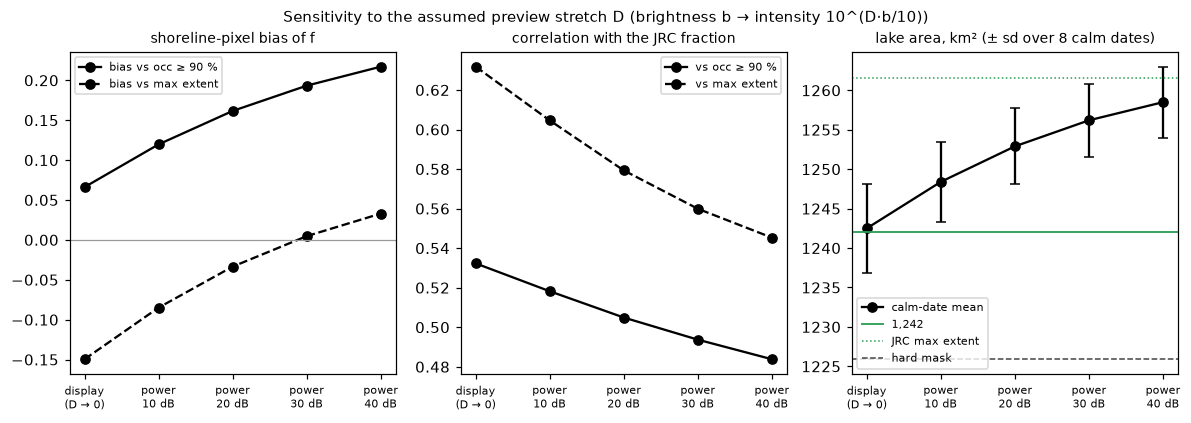 Sensitivity to the assumed preview stretch D (brightness b → intensity 10^(D·b/10))
shoreline-pixel bias of f
0.20
0.15
0.10
0.05
0.00
−0.05
−0.10
−0.15
bias vs occ ≥ 90 %
bias vs max extent
display
(D → 0)
power
10 dB
power
20 dB
power
30 dB
power
40 dB
correlation with the JRC fraction
0.62
0.60
0.58
0.56
0.54
0.52
0.50
0.48
vs occ ≥ 90 %
vs max extent
display
(D → 0)
power
10 dB
power
20 dB
power
30 dB
power
40 dB
lake area, km² (± sd over 8 calm dates)
1260
1255
1250
1245
1240
1235
1230
1225
calm-date mean
1,242
JRC max extent
hard mask
display
(D → 0)
power
10 dB
power
20 dB
power
30 dB
power
40 dB